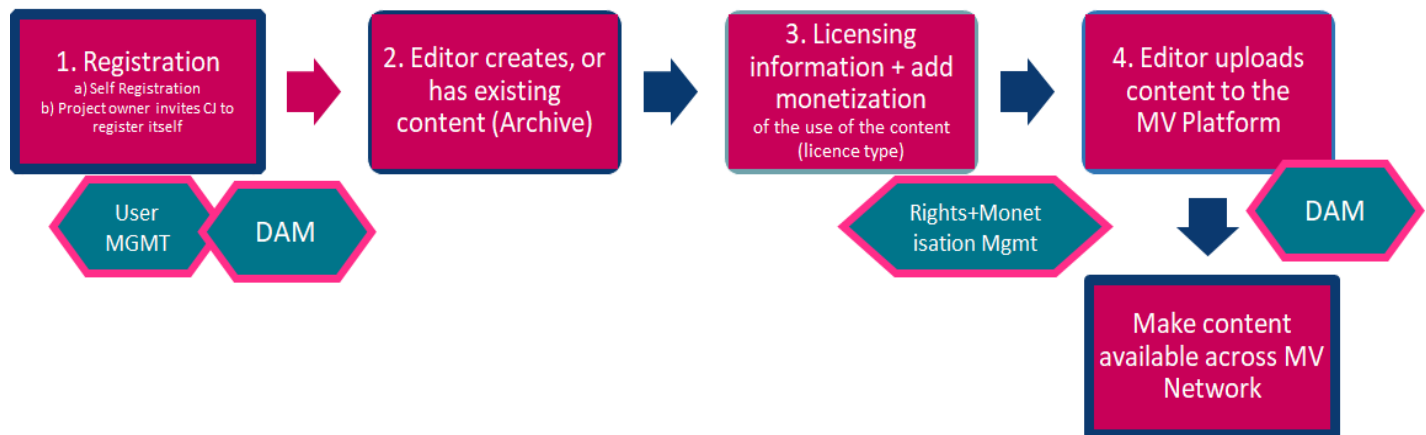 1. Registration
a) Self Registration
b) Project owner invites CJ to
register itself
2. Editor creates, or
has existing
content (Archive)
3. Licensing
information + add
monetization
of the use of the content
(licence type)
4. Editor uploads
content to the
MV Platform
User
MGMT
DAM
Rights+Monet
isation Mgmt
DAM
Make content
available across MV
Network